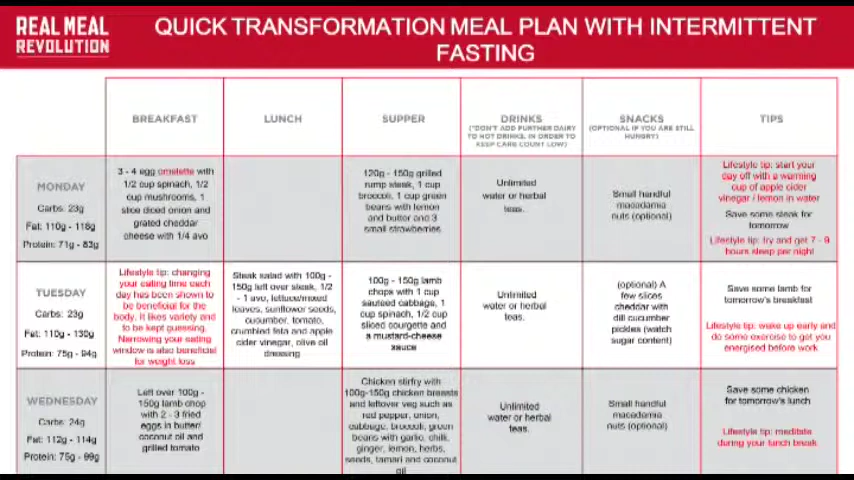 REAL MEAL
REVOLUTION
QUICK TRANSFORMATION MEAL PLAN WITH INTERMITTENT
FASTING
BREAKFAST
LUNCH
SUPPER
DRINKS
(*DON'T ADD FURTHER DAIRY
TO HOT DRINKS, IN ORDER TO
KEEP CARB COUNT LOW)
SNACKS
(OPTIONAL IF YOU ARE STILL
HUNGRY)
TIPS
MONDAY
Carbs: 23g
Fat: 110g - 118g
Protein: 71g - 83g
3 - 4 egg omelette with
1/2 cup spinach, 1/2
cup mushrooms, 1
slice diced onion and
grated cheddar
cheese with 1/4 avo
120g - 150g grilled
rump steak, 1 cup
broccoli, 1 cup green
beans with lemon
and butter and 3
small strawberries
Unlimited
water or herbal
teas.
Small handful
macadamia
nuts (optional)
Lifestyle tip: start your
day off with a warming
cup of apple cider
vinegar / lemon in water
Save some steak for
tomorrow
Lifestyle tip: try and get 7 - 9
hours sleep per night
TUESDAY
Carbs: 23g
Fat: 110g - 130g
Protein: 75g - 94g
Lifestyle tip: changing
your eating time each
day has been shown to
be beneficial for the
body. It likes variety and
to be kept guessing.
Narrowing your eating
window is also beneficial
for weight loss
Steak salad with 100g -
150g left over steak, 1/2
- 1 avo, lettuce/mixed
leaves, sunflower seeds,
cucumber, tomato,
crumbled feta and apple
cider vinegar, olive oil
dressing
100g - 150g lamb
chops with 1 cup
sauteed cabbage, 1
cup spinach, 1/2 cup
sliced courgette and
a mustard-cheese
sauce
Unlimited
water or herbal
teas.
(optional) A
few slices
cheddar with
dill cucumber
pickles (watch
sugar content)
Save some lamb for
tomorrow's breakfast
Lifestyle tip: wake up early and
do some exercise to get you
energised before work
WEDNESDAY
Carbs: 24g
Fat: 112g - 114g
Protein: 75g - 99g
Left over 100g -
150g lamb chop
with 2 - 3 fried
eggs in butter/
coconut oil and
grilled tomato
Chicken stirfry with
100g-150g chicken breasts
and leftover veg such as
red pepper, onion,
cabbage, broccoli, green
beans with garlic, chilli,
ginger, lemon, herbs,
seeds, tamari and coconut
oil
Unlimited
water or herbal
teas.
Small handful
macadamia
nuts (optional)
Save some chicken
for tomorrow's lunch
Lifestyle tip: meditate
during your lunch break